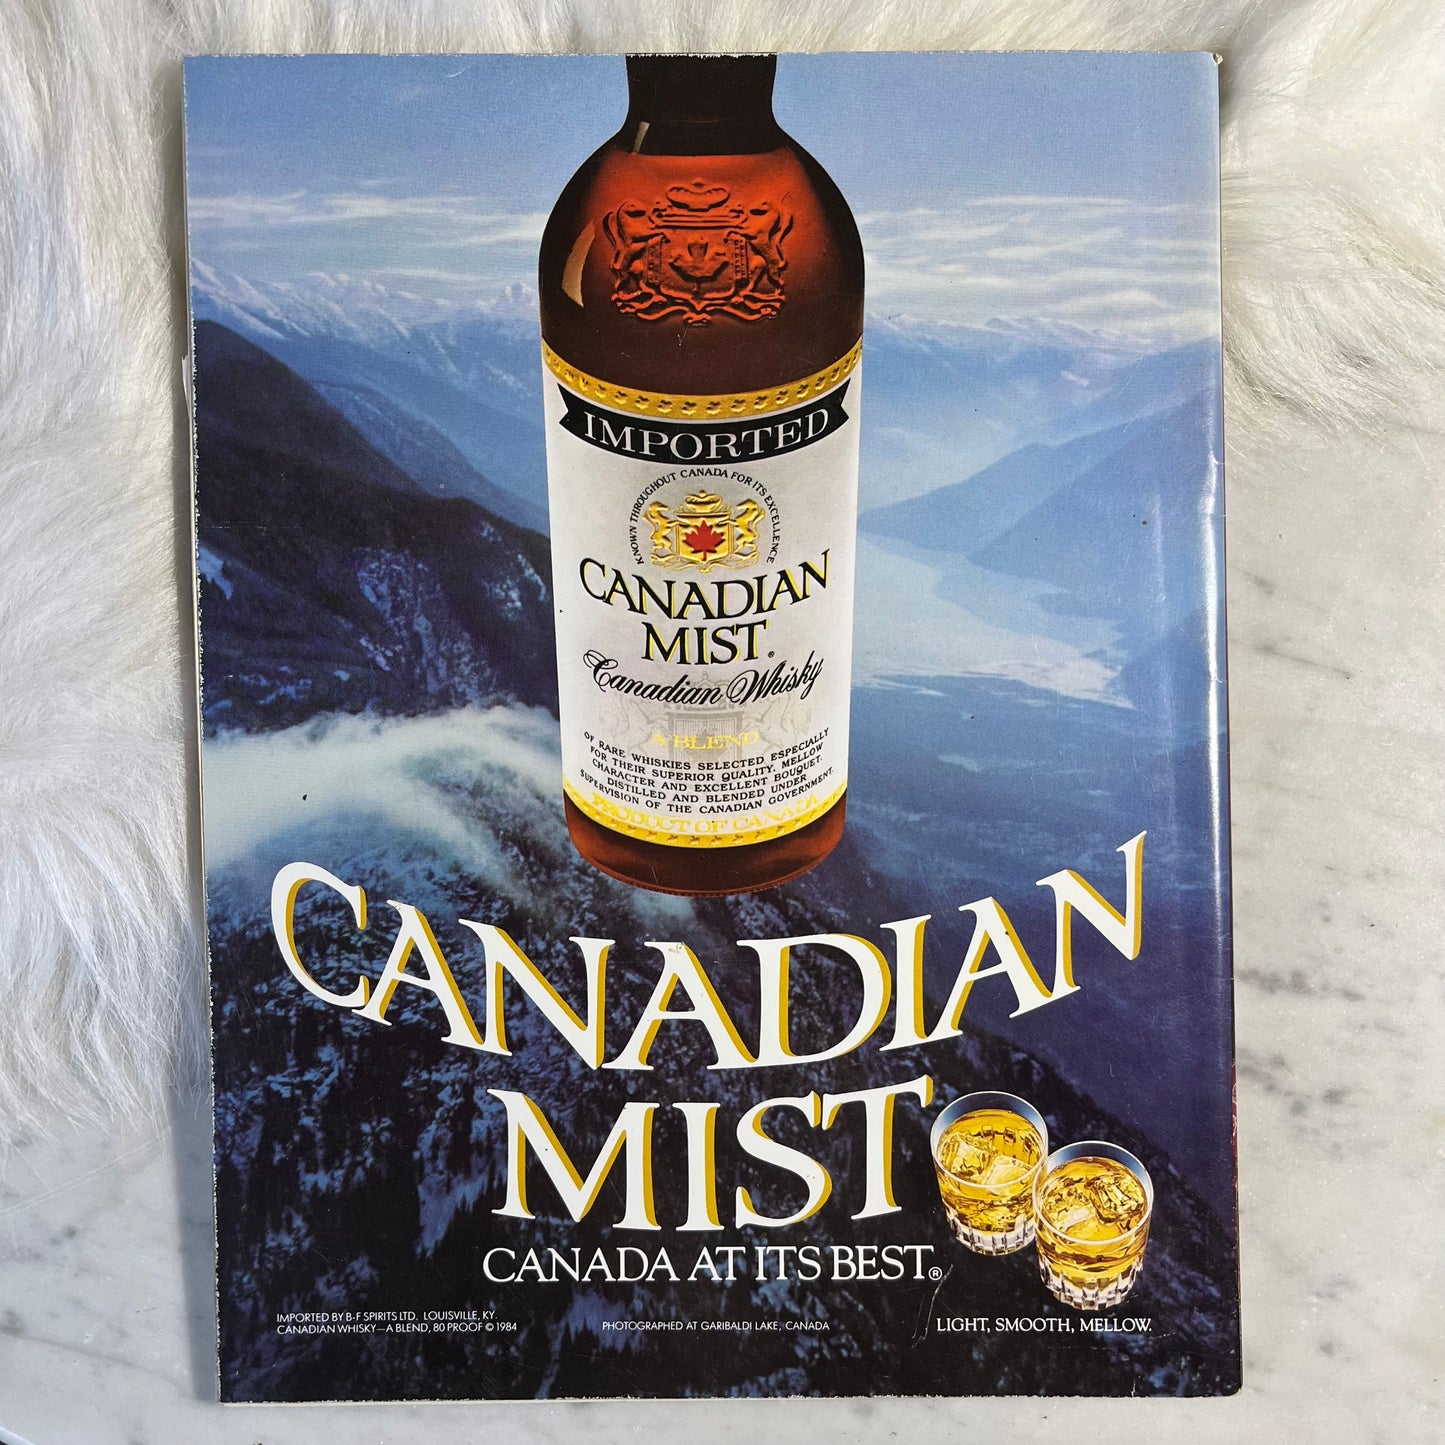 IMPORTED
KNOWN THROUGHOUT CANADA FOR ITS EXCELLENCE
CANADIAN
MIST®
Canadian Whisky
A BLEND
OF RARE WHISKIES SELECTED ESPECIALLY
FOR THEIR SUPERIOR QUALITY, MELLOW
CHARACTER AND EXCELLENT BOUQUET.
DISTILLED AND BLENDED UNDER
SUPERVISION OF THE CANADIAN GOVERNMENT.
PRODUCT OF CANADA
CANADIAN
MIST
CANADA AT ITS BEST®
IMPORTED BY B-F SPIRITS LTD. LOUISVILLE, KY.
CANADIAN WHISKY—A BLEND, 80 PROOF © 1984
PHOTOGRAPHED AT GARIBALDI LAKE, CANADA
LIGHT, SMOOTH, MELLOW.